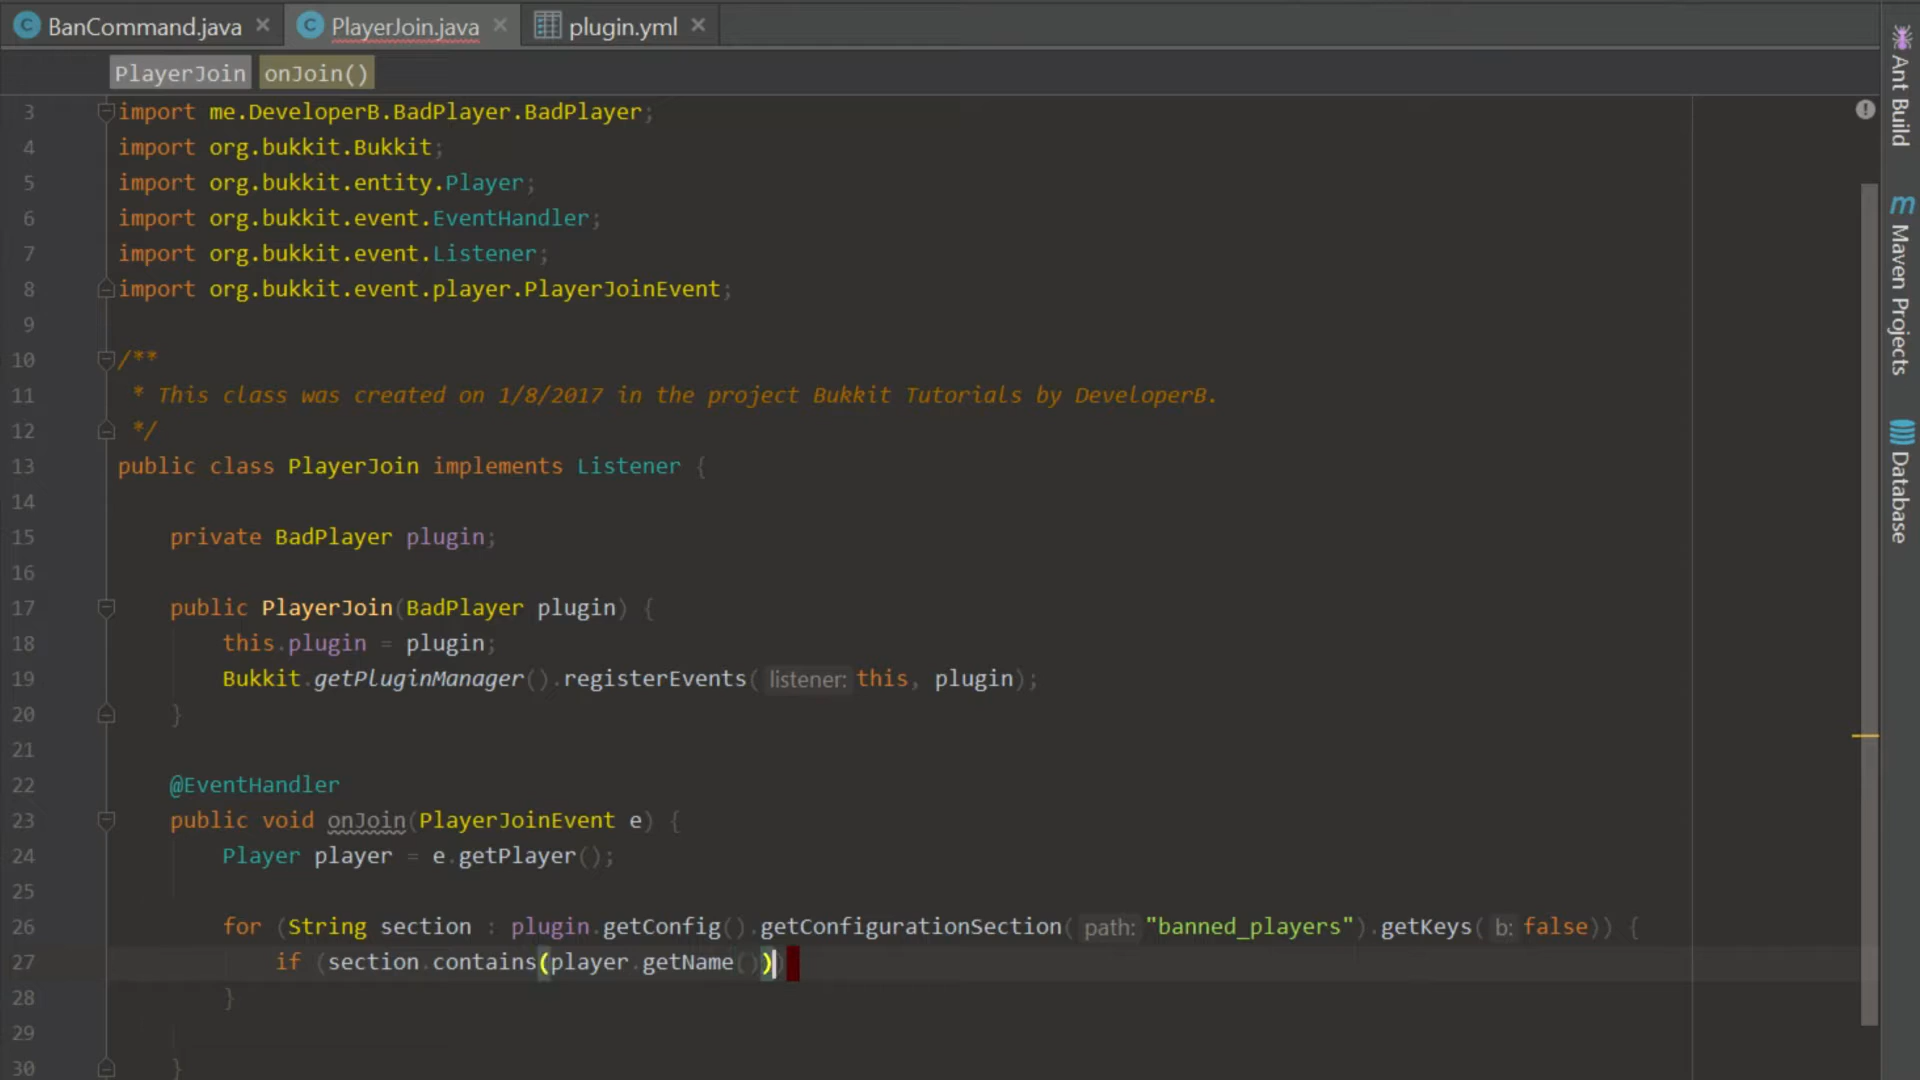 BanCommand.java PlayerJoin.java plugin.yml
PlayerJoin onJoin()
3 import me.DeveloperB.BadPlayer.BadPlayer;
4 import org.bukkit.Bukkit;
5 import org.bukkit.entity.Player;
6 import org.bukkit.event.EventHandler;
7 import org.bukkit.event.Listener;
8 import org.bukkit.event.player.PlayerJoinEvent;
9
10 /**
11 * This class was created on 1/8/2017 in the project Bukkit Tutorials by DeveloperB.
12 */
13 public class PlayerJoin implements Listener {
14
15 private BadPlayer plugin;
16
17 public PlayerJoin(BadPlayer plugin) {
18 this.plugin = plugin;
19 Bukkit.getPluginManager().registerEvents( listener: this, plugin);
20 }
21
22 @EventHandler
23 public void onJoin(PlayerJoinEvent e) {
24 Player player = e.getPlayer();
25
26 for (String section : plugin.getConfig().getConfigurationSection( path: "banned_players").getKeys( b: false)) {
27 if (section.contains(player.getName()))
28 }
29
30 }
Ant Build
m Maven Projects
Database